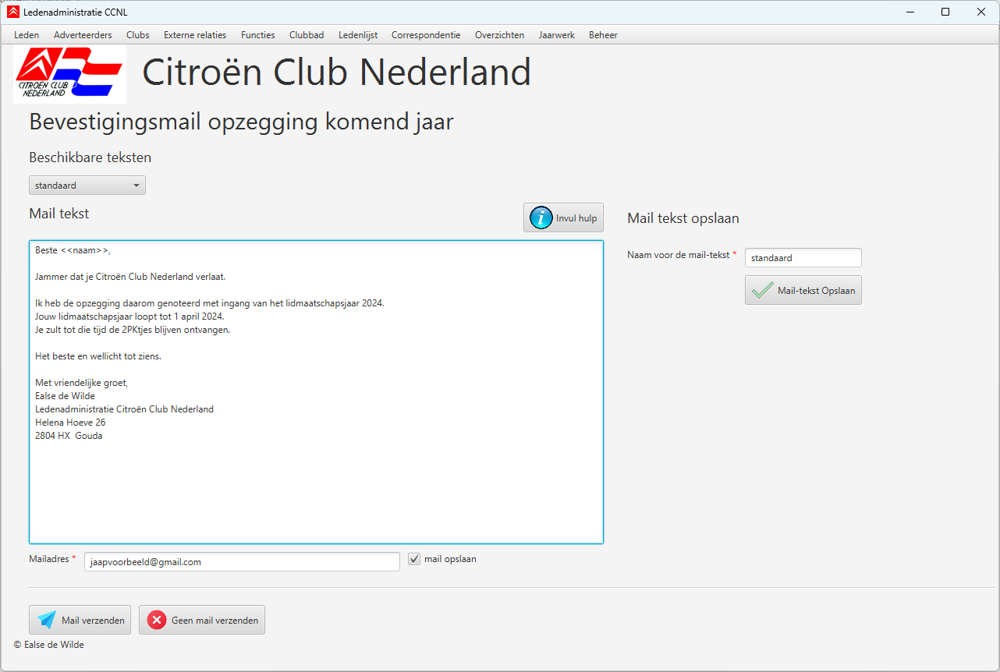 Ledenadministratie CCNL
Leden Adverteerders Clubs Externe relaties Functies Clubbad Ledenlijst Correspondentie Overzichten Jaarwerk Beheer
CITROEN CLUB
NEDERLAND
Citroën Club Nederland
Bevestigingsmail opzegging komend jaar
Beschikbare teksten
standaard
Mail tekst
Invul hulp
Beste <<naam>>,
Jammer dat je Citroën Club Nederland verlaat.
Ik heb de opzegging daarom genoteerd met ingang van het lidmaatschapsjaar 2024.
Jouw lidmaatschapsjaar loopt tot 1 april 2024.
Je zult tot die tijd de 2PKtjes blijven ontvangen.
Het beste en wellicht tot ziens.
Met vriendelijke groet,
Ealse de Wilde
Ledenadministratie Citroën Club Nederland
Helena Hoeve 26
2804 HX  Gouda
Mail tekst opslaan
Naam voor de mail-tekst * standaard
Mail-tekst Opslaan
Mailadres * jaapvoorbeeld@gmail.com mail opslaan
Mail verzenden Geen mail verzenden
© Ealse de Wilde